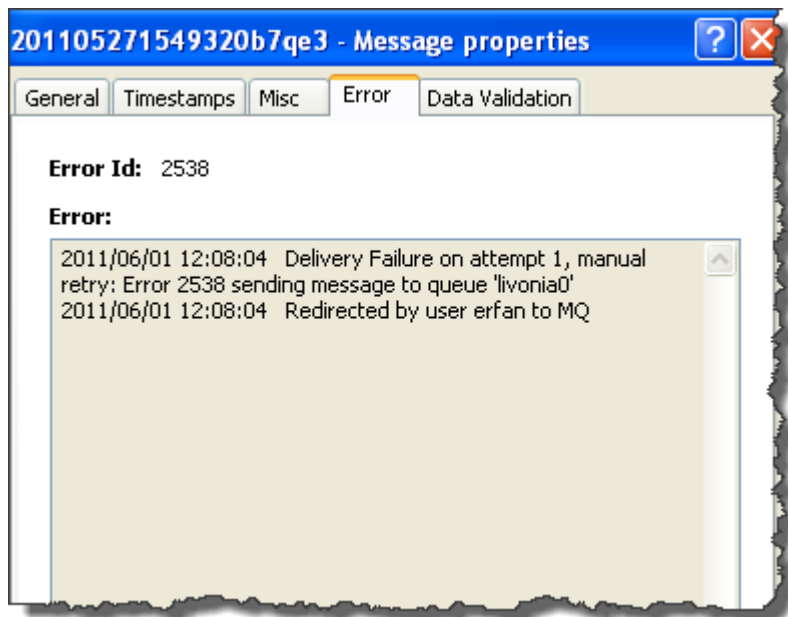 201105271549320b7qe3 - Message properties ?
General Timestamps Misc Error Data Validation
Error Id: 2538
Error:
2011/06/01 12:08:04 Delivery Failure on attempt 1, manual
retry: Error 2538 sending message to queue 'livonia0'
2011/06/01 12:08:04 Redirected by user erfan to MQ